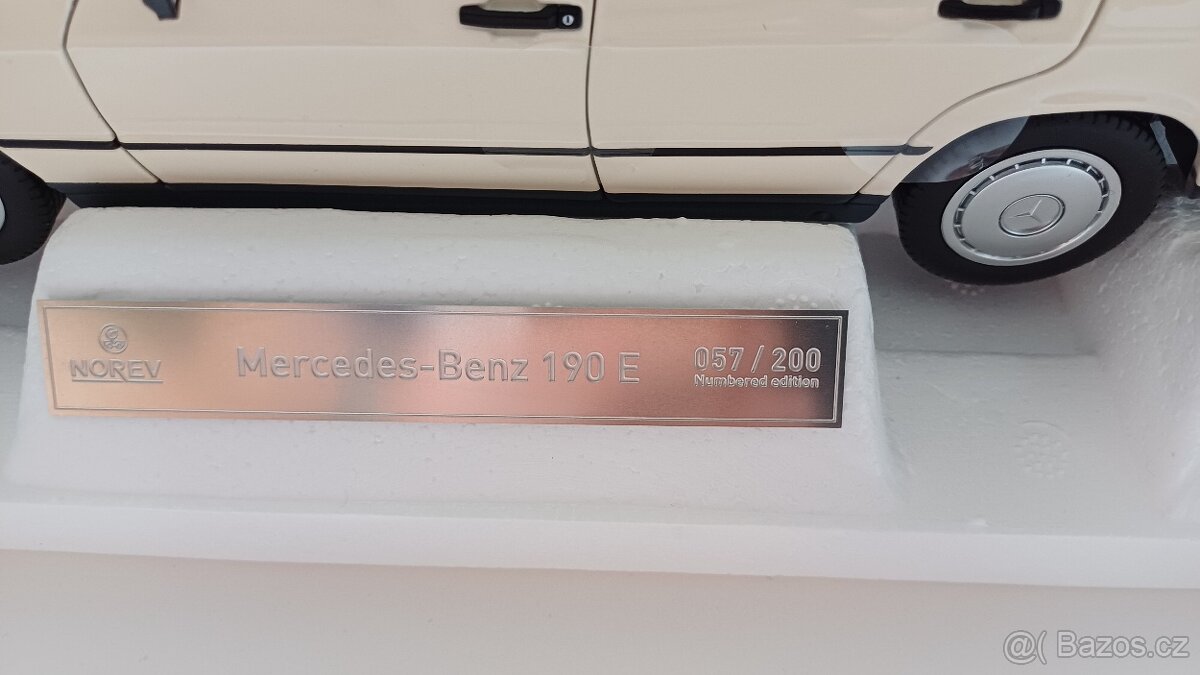 NOREV
Mercedes-Benz 190 E
057/200
Numbered edition
@( Bazos.cz